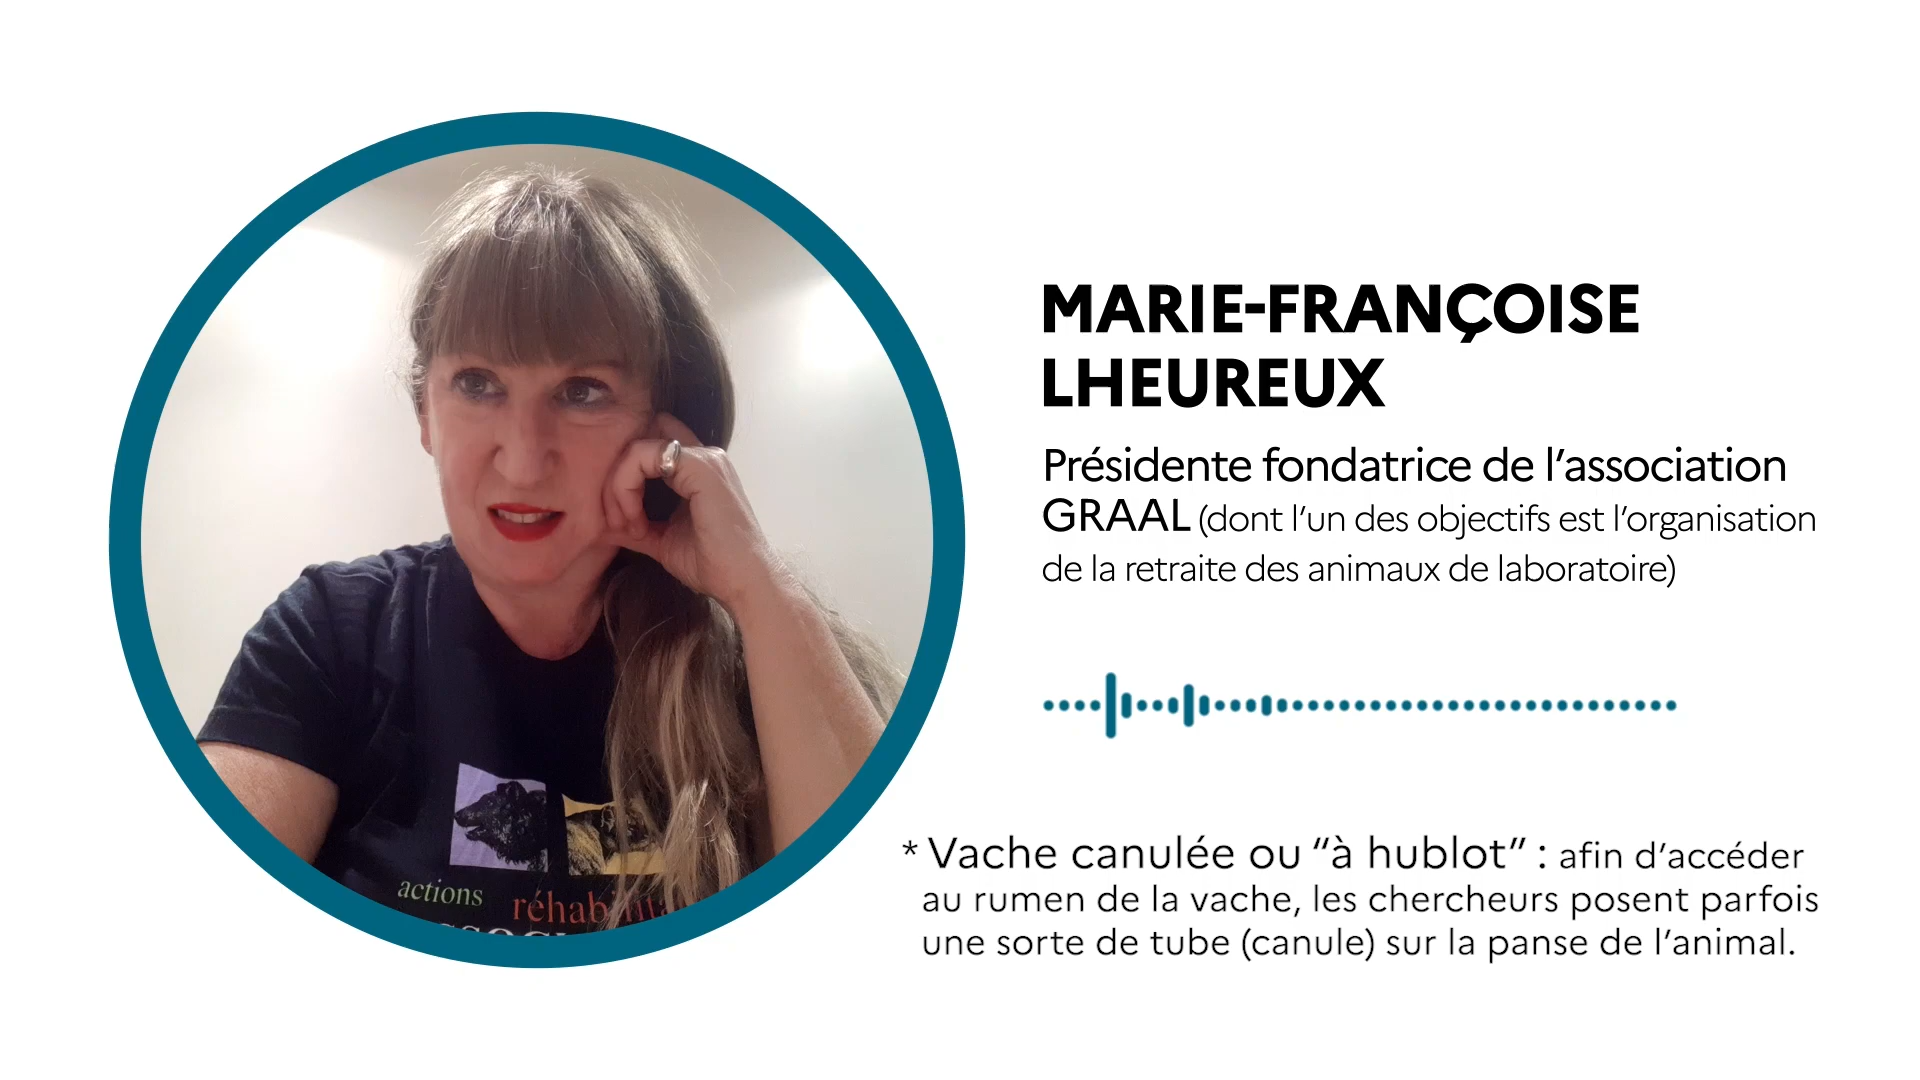 MARIE-FRANÇOISE
LHEUREUX
Présidente fondatrice de l’association
GRAAL (dont l’un des objectifs est l’organisation
de la retraite des animaux de laboratoire)
* Vache canulée ou “à hublot” : afin d’accéder
au rumen de la vache, les chercheurs posent parfois
une sorte de tube (canule) sur la panse de l’animal.
actions